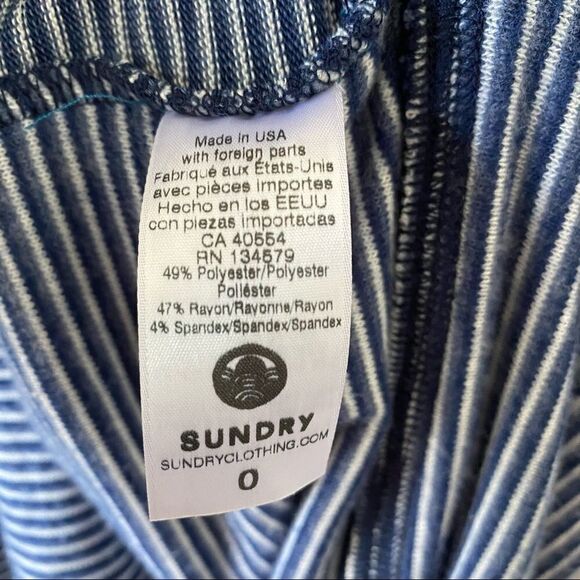 Made in USA
with foreign parts
Fabriqué aux États-Unis
avec pièces importes
Hecho en los EEUU
con piezas importadas
CA 40554
RN 134579
49% Polyester/Polyester
Poliéster
47% Rayon/Rayonne/Rayon
4% Spandex/Spandex/Spandex
SUNDRY
SUNDRYCLOTHING.COM
0